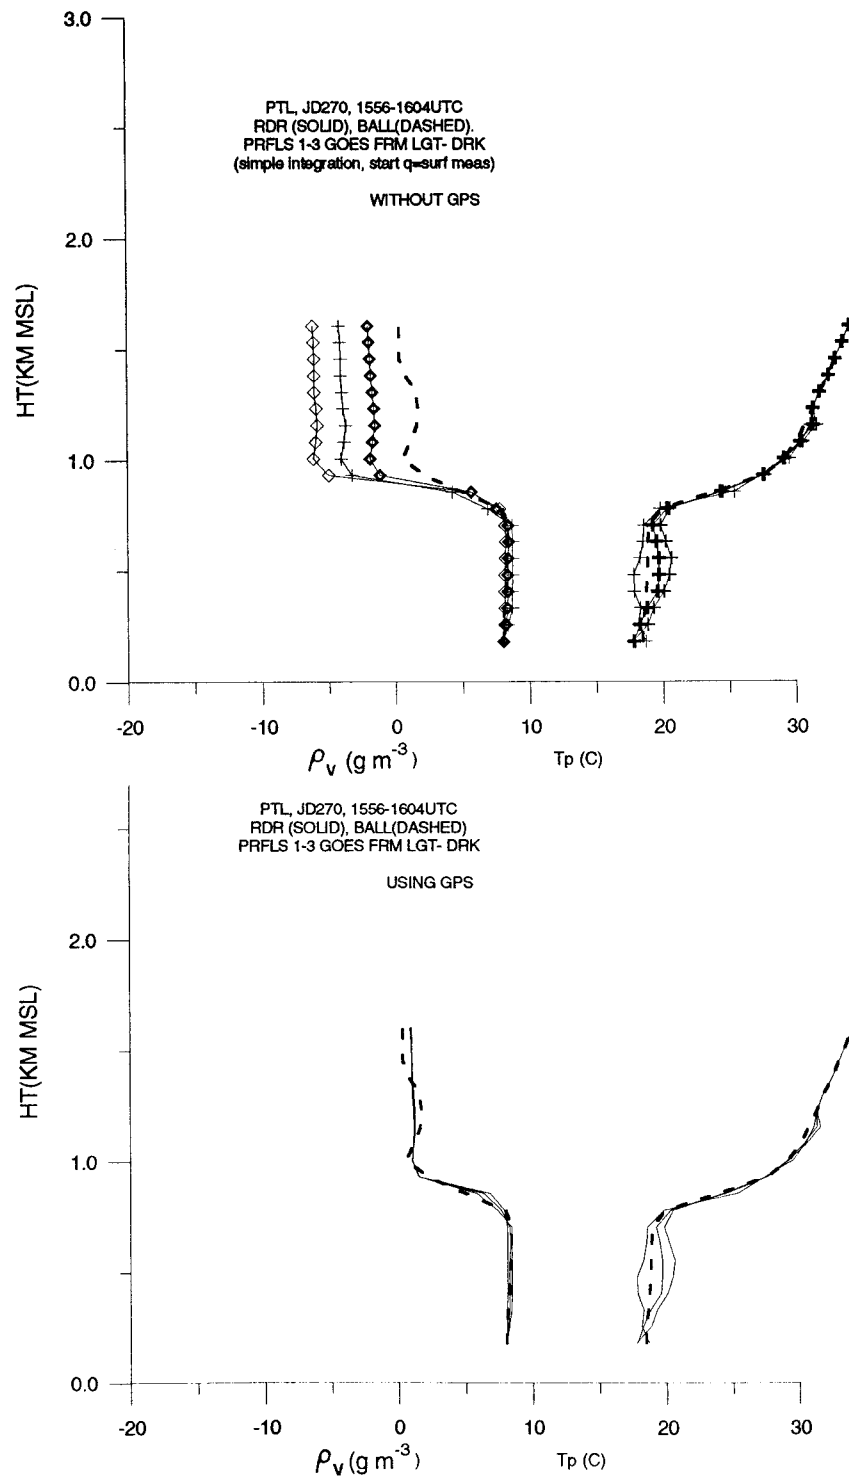 3.0
PTL, JD270, 1556-1604UTC
RDR (SOLID), BALL(DASHED).
PRFLS 1-3 GOES FRM LGT- DRK
(simple integration, start q=surf meas)
WITHOUT GPS
2.0
HT(KM MSL)
1.0
0.0
-20 -10 0 10 20 30
ρv (g m-3) Tp (C)
PTL, JD270, 1556-1604UTC
RDR (SOLID), BALL(DASHED)
PRFLS 1-3 GOES FRM LGT- DRK
USING GPS
2.0
HT(KM MSL)
1.0
0.0
-20 -10 0 10 20 30
ρv (g m-3) Tp (C)